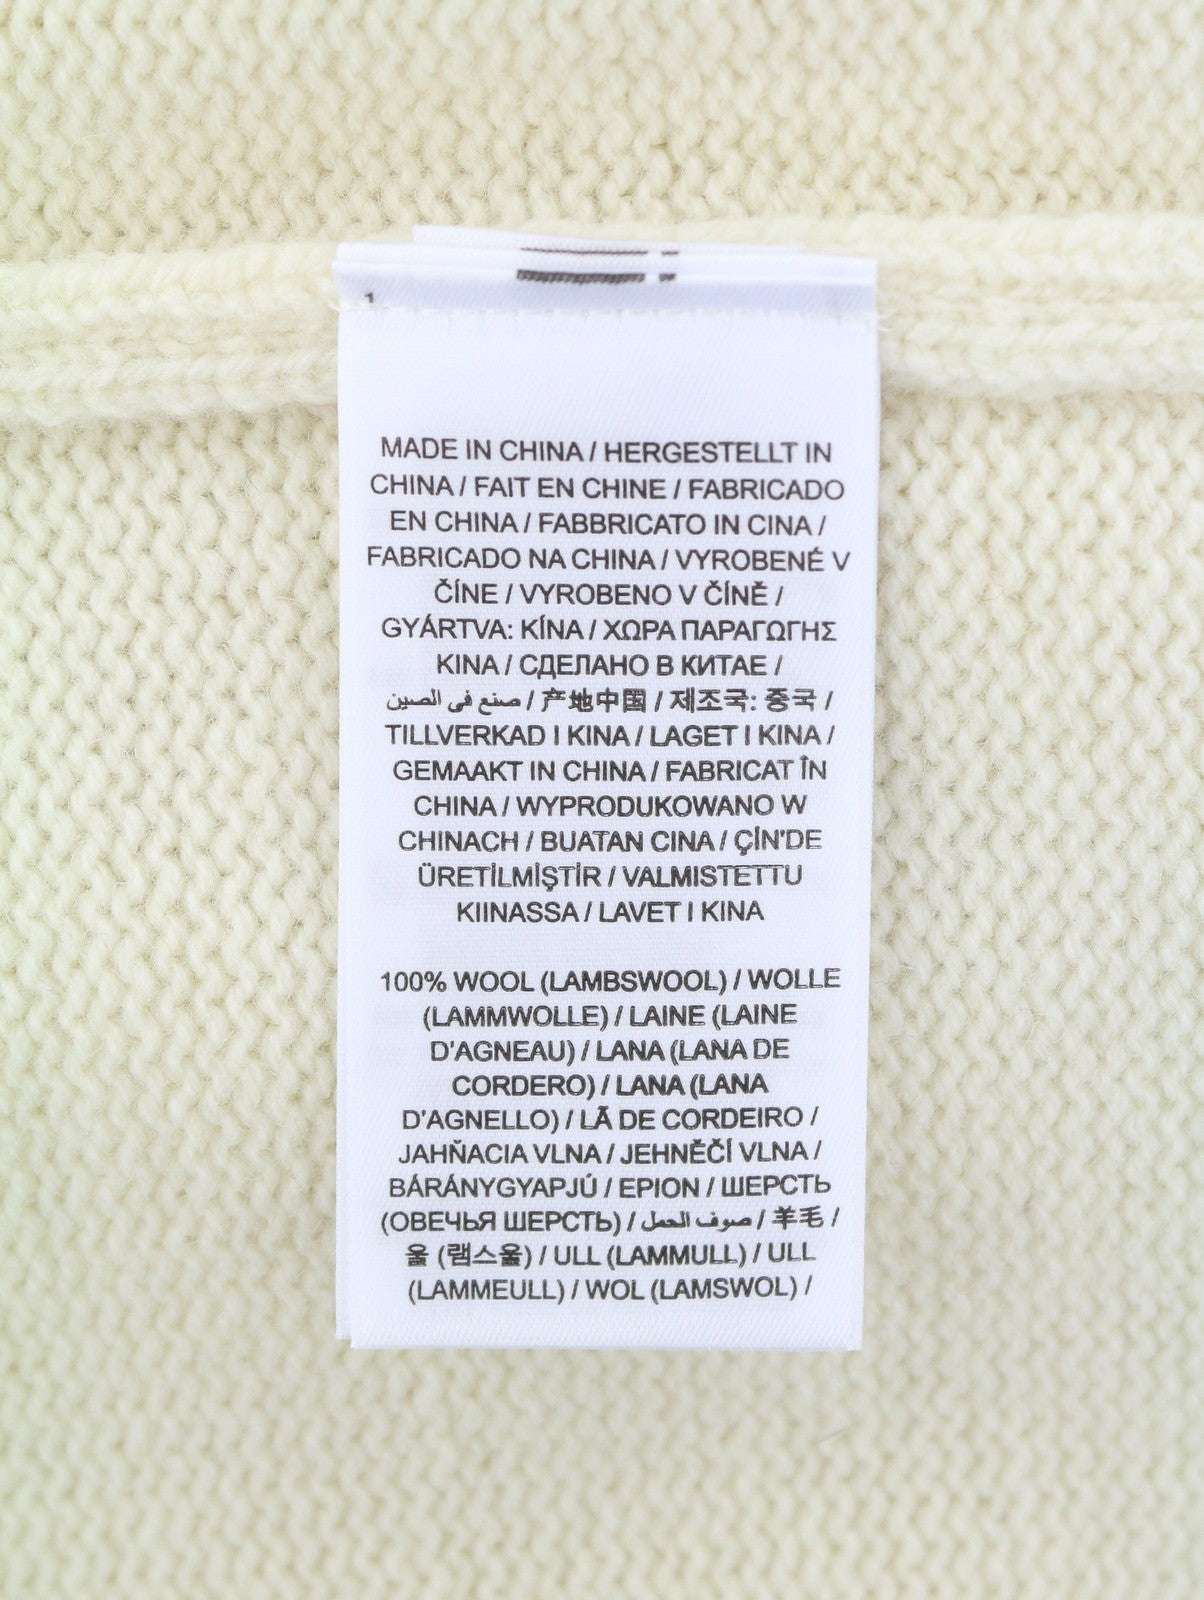 1
MADE IN CHINA / HERGESTELLT IN
CHINA / FAIT EN CHINE / FABRICADO
EN CHINA / FABBRICATO IN CINA /
FABRICADO NA CHINA / VYROBENÉ V
ČÍNE / VYROBENO V ČÍNĚ /
GYÁRTVA: KÍNA / ΧΩΡΑ ΠΑΡΑΓΩΓΗΣ
ΚΙΝΑ / СДЕЛАНО В КИТАЕ /
صنع في الصين / 产地中国 / 제조국: 중국 /
TILLVERKAD I KINA / LAGET I KINA /
GEMAAKT IN CHINA / FABRICAT ÎN
CHINA / WYPRODUKOWANO W
CHINACH / BUATAN CINA / ÇİN'DE
ÜRETİLMİŞTİR / VALMISTETTU
KIINASSA / LAVET I KINA
100% WOOL (LAMBSWOOL) / WOLLE
(LAMMWOLLE) / LAINE (LAINE
D'AGNEAU) / LANA (LANA DE
CORDERO) / LANA (LANA
D'AGNELLO) / LÃ DE CORDEIRO /
JAHŇACIA VLNA / JEHNĚČÍ VLNA /
BÁRÁNYGYAPJÚ / ΕΡΙΟΝ / ШЕРСТЬ
(ОВЕЧЬЯ ШЕРСТЬ) / صوف الحمل / 羊毛 /
울 (램스울) / ULL (LAMMULL) / ULL
(LAMMEULL) / WOL (LAMSWOL) /